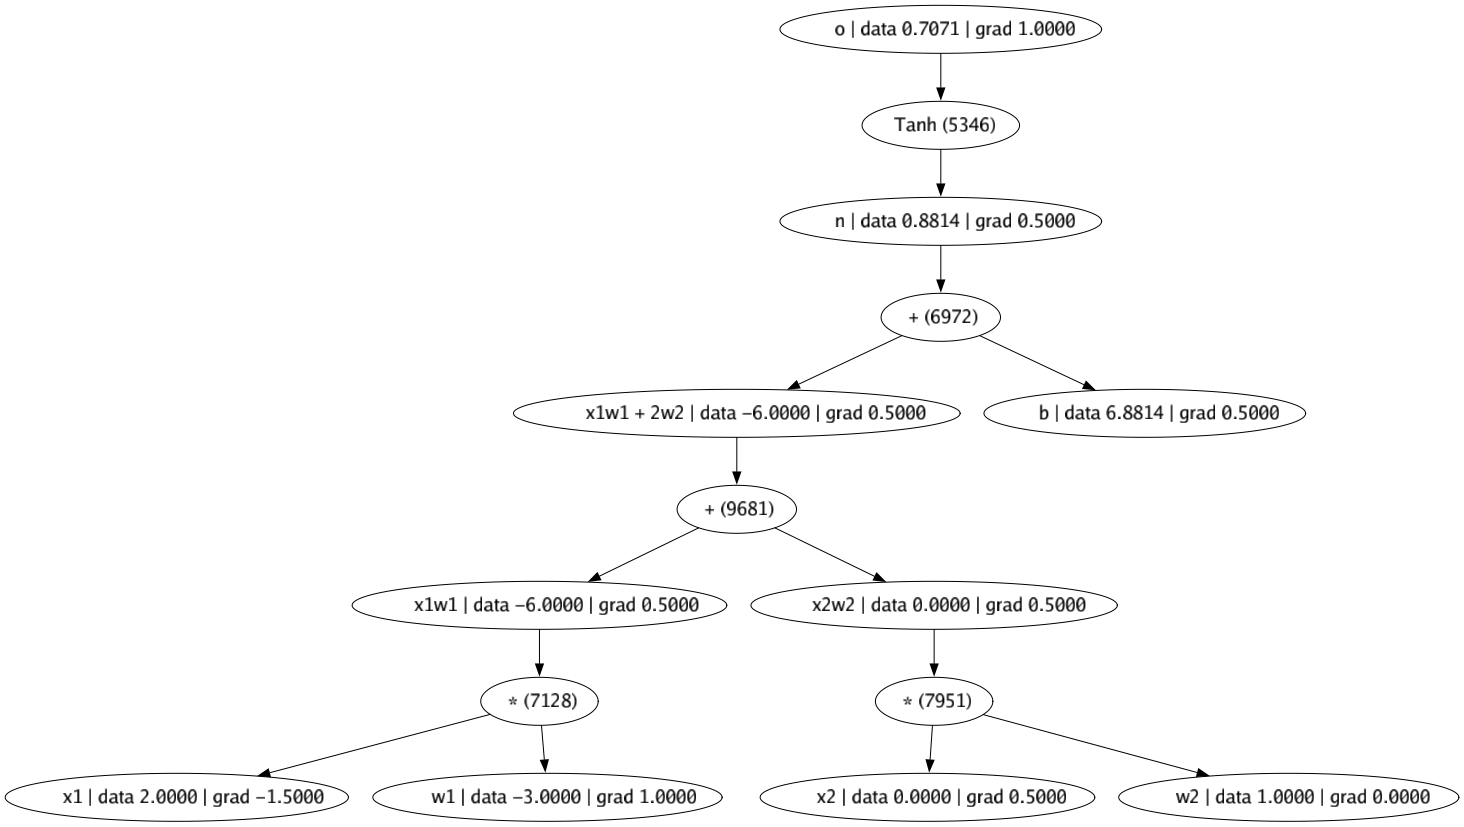 o | data 0.7071 | grad 1.0000
Tanh (5346)
n | data 0.8814 | grad 0.5000
+ (6972)
x1w1 + 2w2 | data −6.0000 | grad 0.5000
b | data 6.8814 | grad 0.5000
+ (9681)
x1w1 | data −6.0000 | grad 0.5000
x2w2 | data 0.0000 | grad 0.5000
* (7128)
* (7951)
x1 | data 2.0000 | grad −1.5000
w1 | data −3.0000 | grad 1.0000
x2 | data 0.0000 | grad 0.5000
w2 | data 1.0000 | grad 0.0000